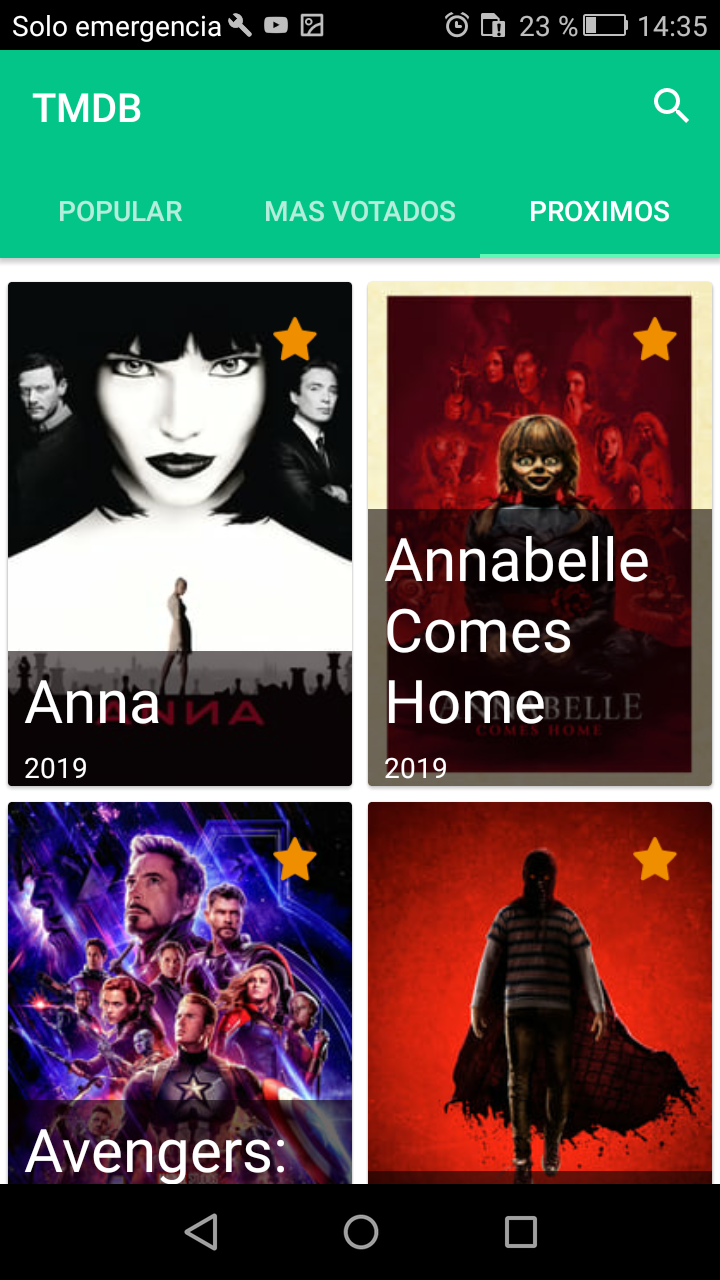 Solo emergencia 23 % 14:35
TMDB
POPULAR MAS VOTADOS PROXIMOS
ANNA
Anna
2019
ANNABELLE
COMES HOME
Annabelle
Comes
Home
2019
Avengers: